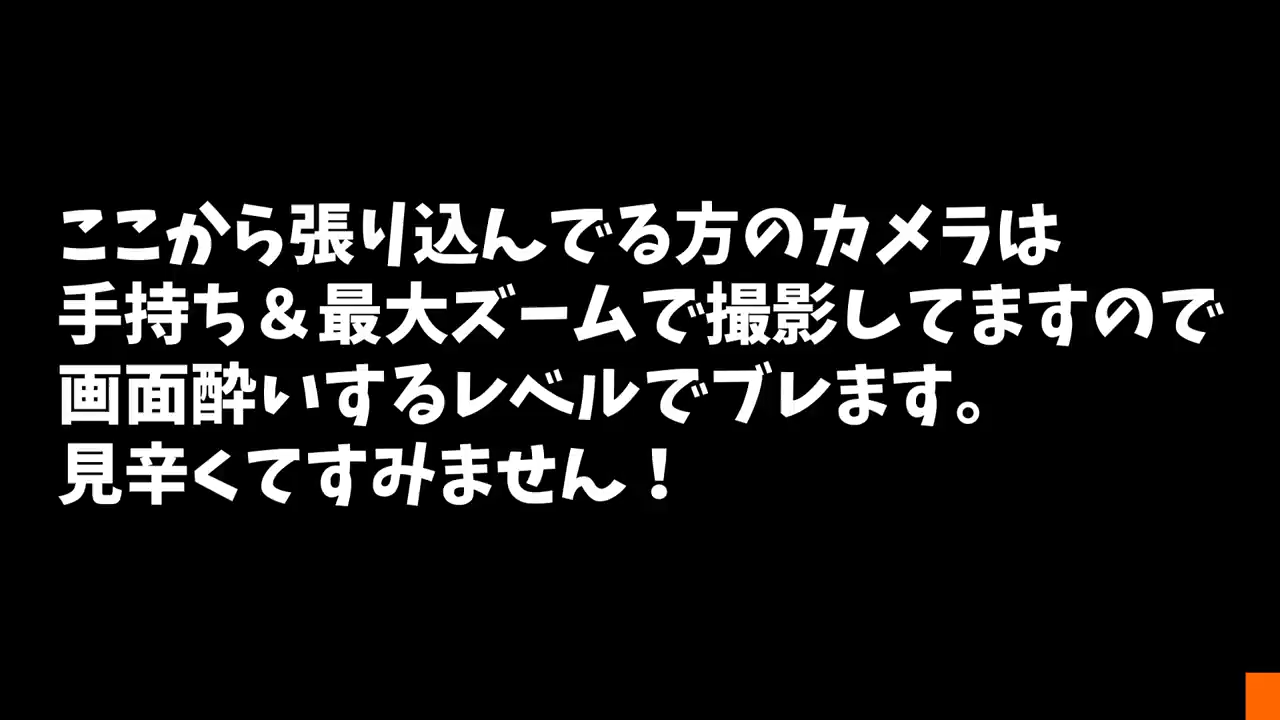 ここから張り込んでる方のカメラは
手持ち＆最大ズームで撮影してますので
画面酔いするレベルでブレます。
見辛くてすみません！